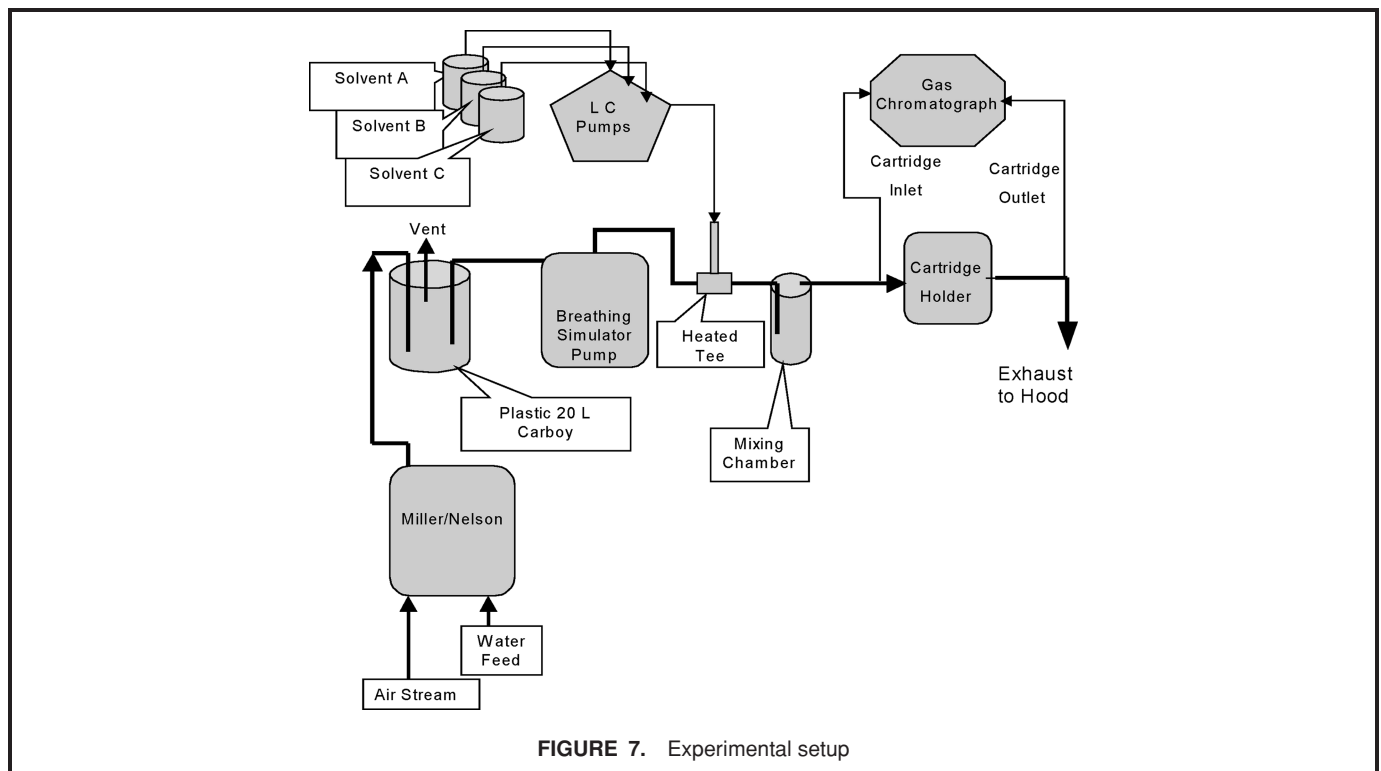 Solvent A
Solvent B
Solvent C
L C
Pumps
Gas
Chromatograph
Cartridge
Inlet
Cartridge
Outlet
Vent
Breathing
Simulator
Pump
Heated
Tee
Cartridge
Holder
Plastic 20 L
Carboy
Mixing
Chamber
Exhaust
to Hood
Miller/Nelson
Water
Feed
Air Stream
FIGURE 7. Experimental setup